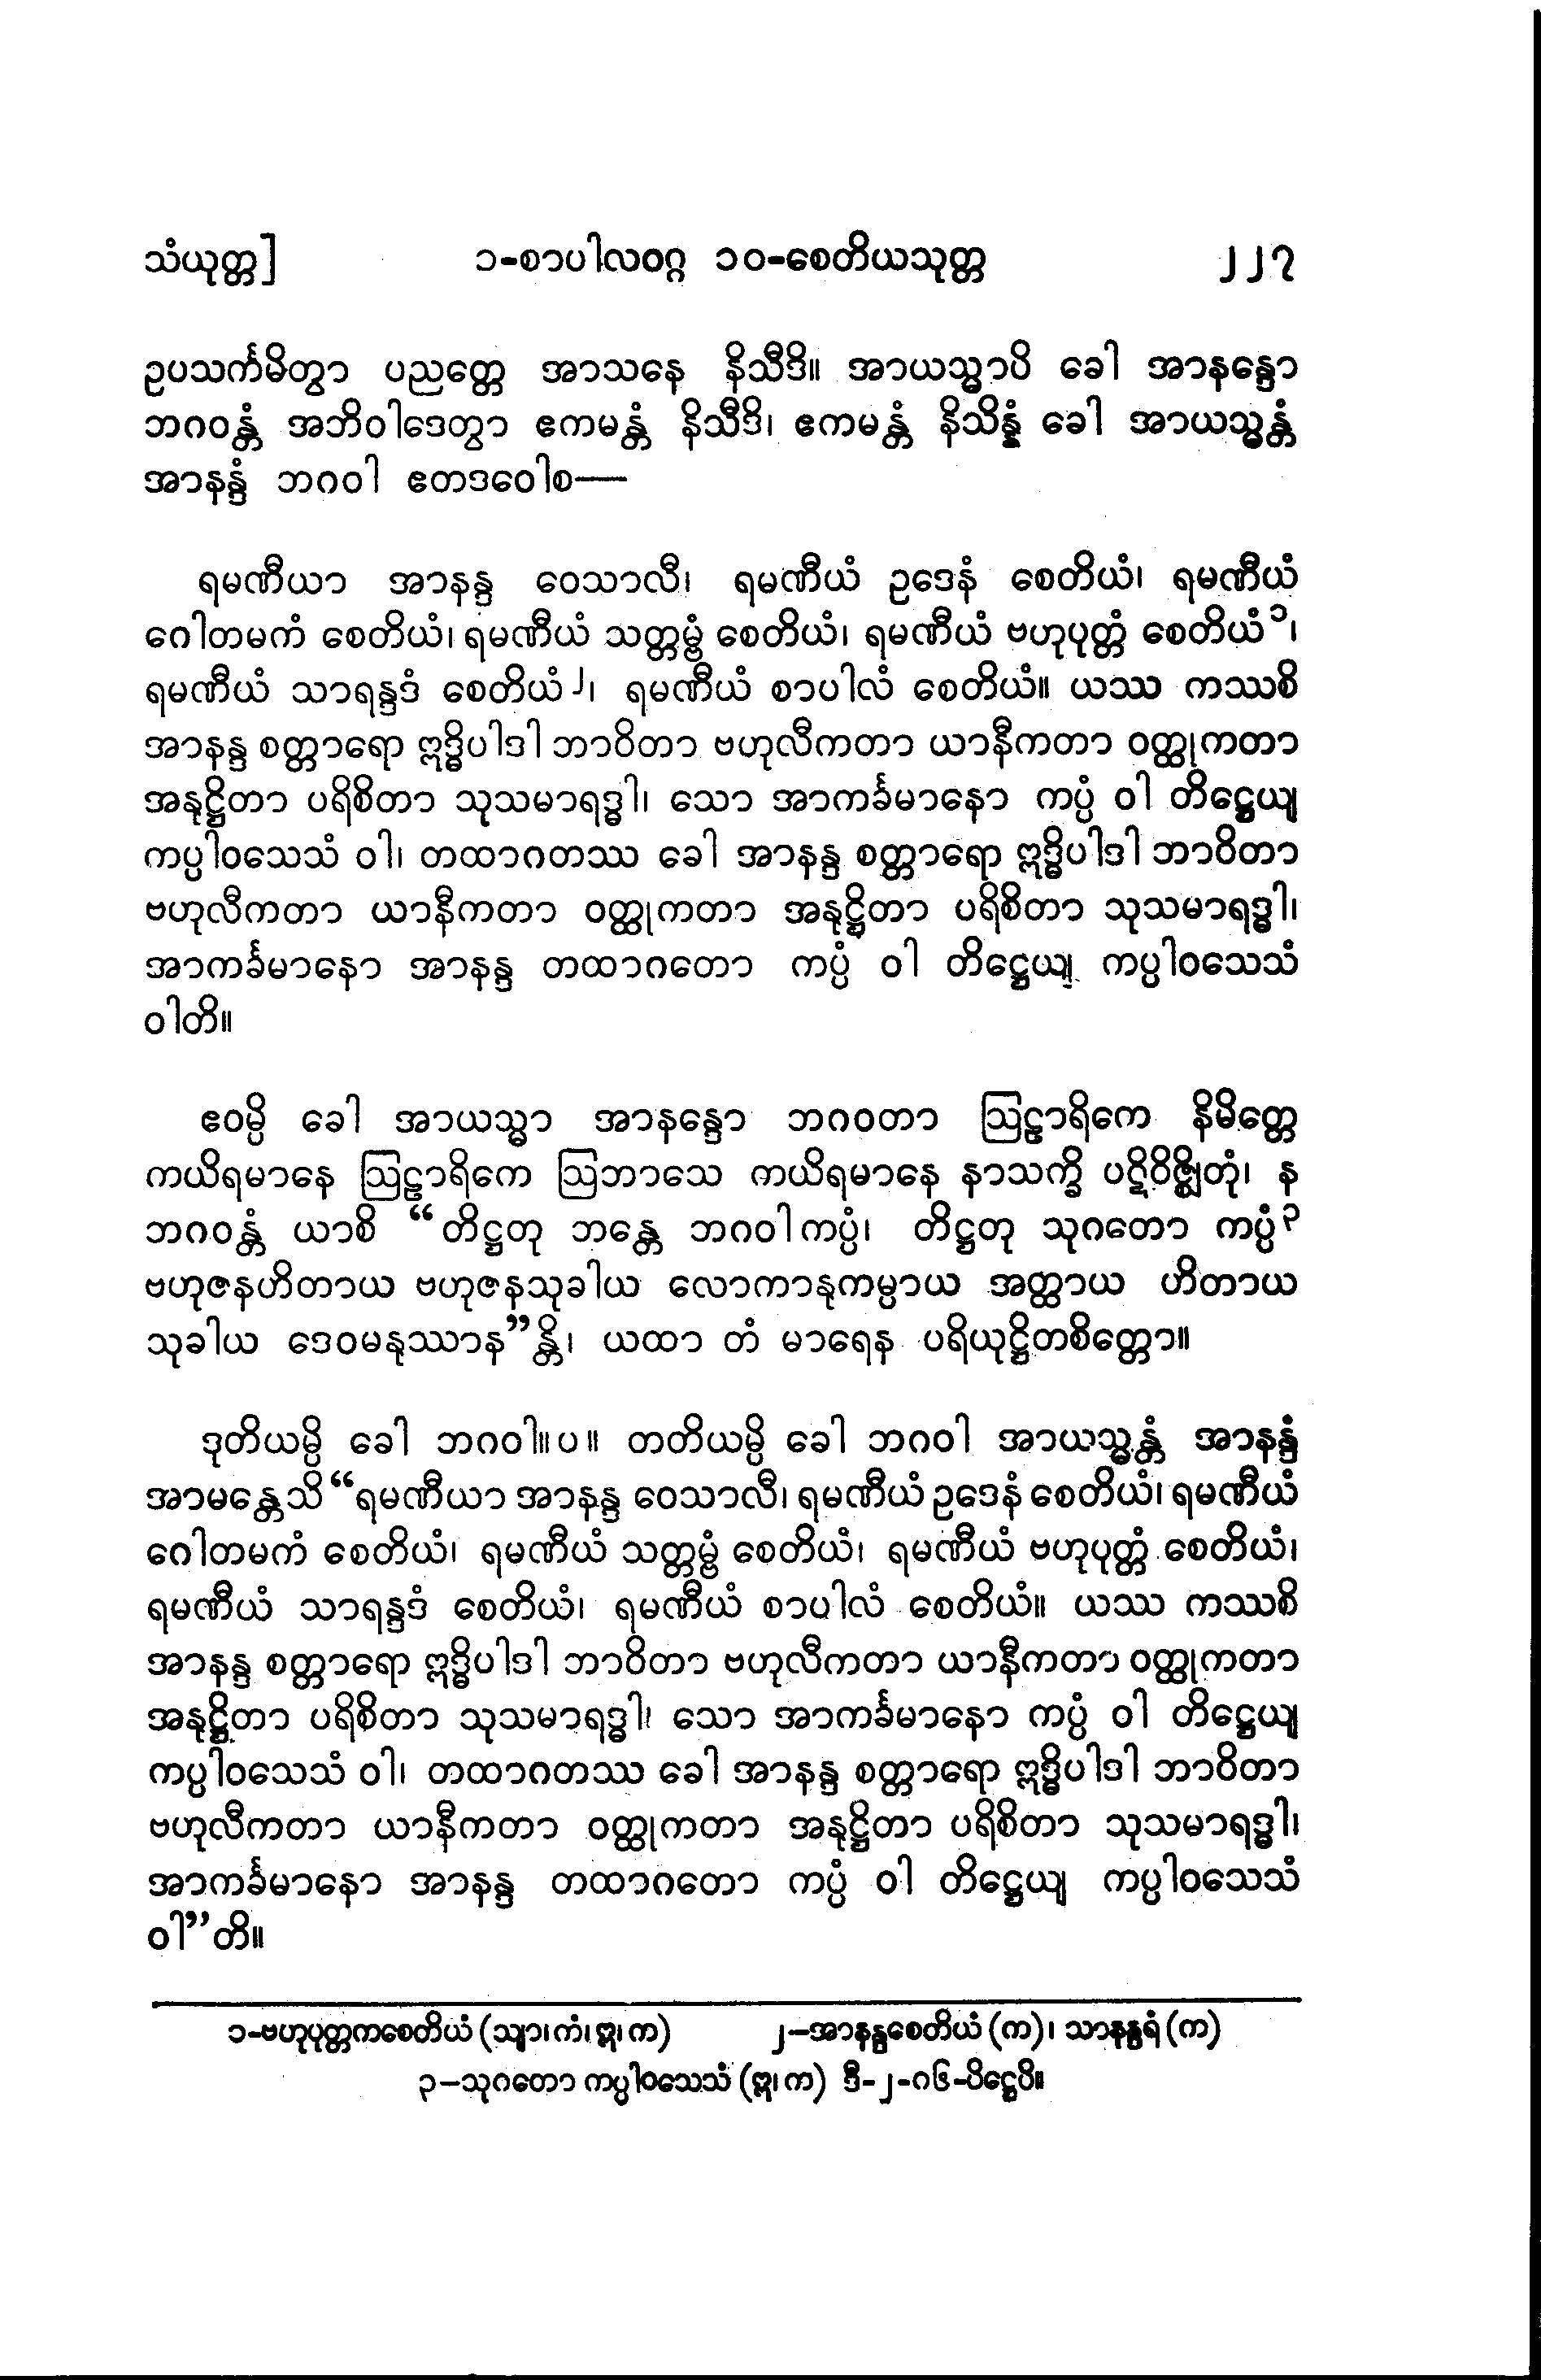 သံယုတ္တ] ၁-စာပါလဝဂ္ဂ ၁၀-စေတိယသုတ္တ ၂၂၇
ဥပသင်္ကမိတွာ ပညတ္တေ အာသနေ နိသီဒိ။ အာယသ္မာပိ ခေါ အာနန္ဒော
ဘဂဝန္တံ အဘိဝါဒေတွာ ဧကမန္တံ နိသီဒိ၊ ဧကမန္တံ နိသိန္နံ ခေါ အာယသ္မန္တံ
အာနန္ဒံ ဘဂဝါ ဧတဒဝေါစ—
ရမဏီယာ အာနန္ဒ ဝေသာလီ၊ ရမဏီယံ ဥဒေနံ စေတိယံ၊ ရမဏီယံ
ဂေါတမကံ စေတိယံ၊ ရမဏီယံ သတ္တမ္ဗံ စေတိယံ၊ ရမဏီယံ ဗဟုပုတ္တံ စေတိယံ၁၊
ရမဏီယံ သာရန္ဒဒံ စေတိယံ၂၊ ရမဏီယံ စာပါလံ စေတိယံ။ ယဿ ကဿစိ
အာနန္ဒ စတ္တာရော ဣဒ္ဓိပါဒါ ဘာဝိတာ ဗဟုလီကတာ ယာနီကတာ ဝတ္ထုကတာ
အနုဋ္ဌိတာ ပရိစိတာ သုသမာရဒ္ဓါ၊ သော အာကင်္ခမာနော ကပ္ပံ ဝါ တိဋ္ဌေယျ
ကပ္ပါဝသေသံ ဝါ၊ တထာဂတဿ ခေါ အာနန္ဒ စတ္တာရော ဣဒ္ဓိပါဒါ ဘာဝိတာ
ဗဟုလီကတာ ယာနီကတာ ဝတ္ထုကတာ အနုဋ္ဌိတာ ပရိစိတာ သုသမာရဒ္ဓါ၊
အာကင်္ခမာနော အာနန္ဒ တထာဂတော ကပ္ပံ ဝါ တိဋ္ဌေယျ ကပ္ပါဝသေသံ
ဝါတိ။
ဧဝမ္ပိ ခေါ အာယသ္မာ အာနန္ဒော ဘဂဝတာ ဩဠာရိကေ နိမိတ္တေ
ကယိရမာနေ ဩဠာရိကေ ဩဘာသေ ကယိရမာနေ နာသက္ခိ ပဋိဝိဇ္ဈိတုံ၊ န
ဘဂဝန္တံ ယာစိ “တိဋ္ဌတု ဘန္တေ ဘဂဝါ ကပ္ပံ၊ တိဋ္ဌတု သုဂတော ကပ္ပံ၃
ဗဟုဇနဟိတာယ ဗဟုဇနသုခါယ လောကာနုကမ္ပာယ အတ္ထာယ ဟိတာယ
သုခါယ ဒေဝမနုဿာန”န္တိ၊ ယထာ တံ မာရေန ပရိယုဋ္ဌိတစိတ္တော။
ဒုတိယမ္ပိ ခေါ ဘဂဝါ။ပ။ တတိယမ္ပိ ခေါ ဘဂဝါ အာယသ္မန္တံ အာနန္ဒံ
အာမန္တေသိ “ရမဏီယာ အာနန္ဒ ဝေသာလီ၊ ရမဏီယံ ဥဒေနံ စေတိယံ၊ ရမဏီယံ
ဂေါတမကံ စေတိယံ၊ ရမဏီယံ သတ္တမ္ဗံ စေတိယံ၊ ရမဏီယံ ဗဟုပုတ္တံ စေတိယံ၊
ရမဏီယံ သာရန္ဒဒံ စေတိယံ၊ ရမဏီယံ စာပါလံ စေတိယံ။ ယဿ ကဿစိ
အာနန္ဒ စတ္တာရော ဣဒ္ဓိပါဒါ ဘာဝိတာ ဗဟုလီကတာ ယာနီကတာ ဝတ္ထုကတာ
အနုဋ္ဌိတာ ပရိစိတာ သုသမာရဒ္ဓါ၊ သော အာကင်္ခမာနော ကပ္ပံ ဝါ တိဋ္ဌေယျ
ကပ္ပါဝသေသံ ဝါ၊ တထာဂတဿ ခေါ အာနန္ဒ စတ္တာရော ဣဒ္ဓိပါဒါ ဘာဝိတာ
ဗဟုလီကတာ ယာနီကတာ ဝတ္ထုကတာ အနုဋ္ဌိတာ ပရိစိတာ သုသမာရဒ္ဓါ၊
အာကင်္ခမာနော အာနန္ဒ တထာဂတော ကပ္ပံ ဝါ တိဋ္ဌေယျ ကပ္ပါဝသေသံ
ဝါ”တိ။
၁-ဗဟုပုတ္တကစေတိယံ (သျာ၊ ကံ၊ ဣ၊ က) ၂—အာနန္ဒစေတိယံ (က)၊ သာနန္ဒရံ (က)
၃—သုဂတော ကပ္ပါဝသေသံ (ဣ၊ က) ဒီ-၂-ဂ၆-ပိဋ္ဌေပိ။